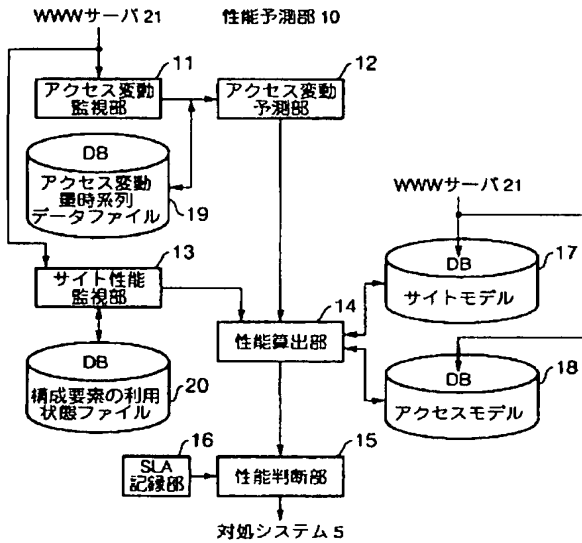 WWWサーバ 21
性能予測部 10
11
アクセス変動
監視部
12
アクセス変動
予測部
DB
アクセス変動
量時系列
データファイル
19
WWWサーバ 21
13
サイト性能
監視部
DB
サイトモデル
17
14
性能算出部
DB
構成要素の利用
状態ファイル
20
DB
アクセスモデル
18
16
SLA
記録部
15
性能判断部
対処システム 5